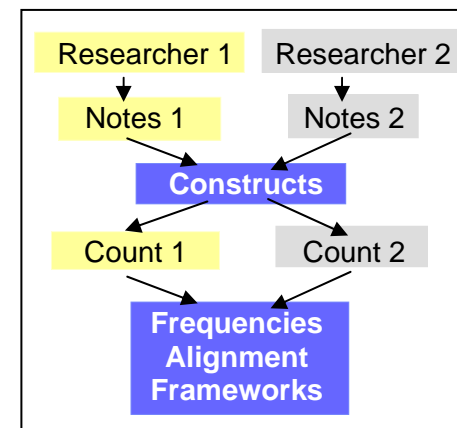 Researcher 1 Researcher 2
Notes 1 Notes 2
Constructs
Count 1 Count 2
Frequencies
Alignment
Frameworks